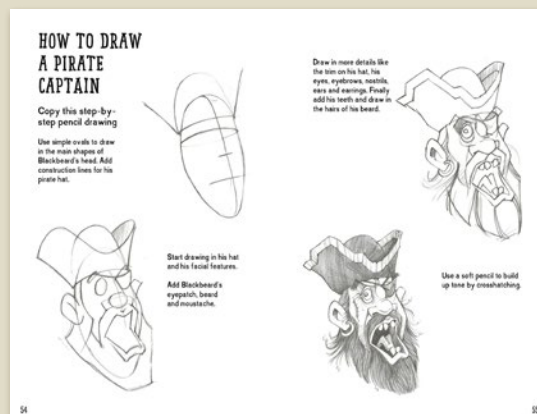 HOW TO DRAW
A PIRATE
CAPTAIN
Copy this step-by-
step pencil drawing
Use simple ovals to draw
in the main shapes of
Blackbeard's head. Add
construction lines for his
pirate hat.
Start drawing in his hat
and his facial features.
Add Blackbeard's
eyepatch, beard
and moustache.
54
Draw in more details like
the trim on his hat, his
eyes, eyebrows, nostrils,
ears and earrings. Finally
add his teeth and draw in
the hairs of his beard.
Use a soft pencil to build
up tone by crosshatching.
55